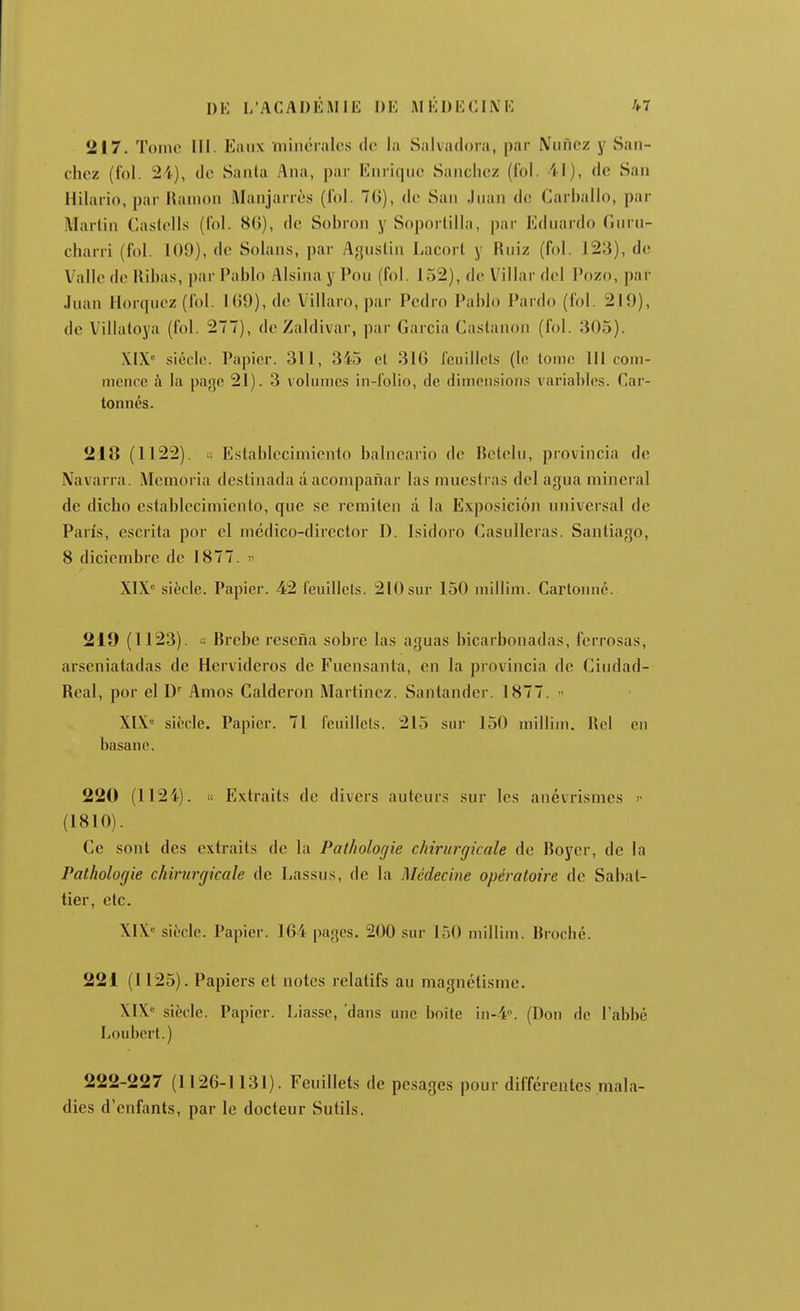 DE L'ACADÉMIE DE MÉDECINE 47
217. Tome III. Eaux minérales de la Salvadora, par Nuñez y San-
chez (fol. 24), de Santa Ana, par Enrique Sanchez (fol. 41), de San
Hilario, par Ramon Manjarrès (fol. 76), de San Juan de Carballo, par
Martin Castells (fol. 86), de Sobron y Soportilla, par Eduardo Guru-
charri (fol. 109), de Solans, par Agustin Lacort y Ruiz (fol. 123), de
Valle de Ribas, par Pablo Alsina y Pou (fol. 152), de Villar del Pozo, par
Juan Horquez (fol. 169), de Villaro, par Pedro Pablo Pardo (fol. 219),
de Villatoya (fol. 277), de Zaldivar, par Garcia Castanon (fol. 305).
XIXe siécle. Papier. 311, 345 et 316 feuillets (le tome III com-
mence à la page 21). 3 volumes in-folio, de dimensions variables. Car-
tonnés.
218 (1122). « Establecimiento balneario de Betelu, provincia de
Navarra. Memoria destinada á acompañar las muestras del agua mineral
de dicho establecimiento, que se remiten á la Exposición universal de
París, escrita por el médico-director D. Isidoro Casulleras. Santiago,
8 diciembre de 1877. »
XIXe siècle. Papier. 42 feuillets. 210 sur 150 millim. Cartonné.
219 (1123). « Brebe reseña sobre las aguas bicarbonadas, ferrosas,
arseniatadas de Hervideros de Fuensanta, en la provincia de Ciudad-
Real, por el Dr Amos Calderon Martinez. Santander. 1877. »
XIXe siècle. Papier. 71 feuillets. 215 sur 150 millim. Rel en
basane.
220 (1124). « Extraits de divers auteurs sur les anévrismes »
(1810).
Ce sont des extraits de la Pathologie chirurgicale de Boyer, de la
Pathologie chirurgicale de Lassus, de la Médecine opératoire de Sabat-
tier, etc.
XIXe siècle. Papier. 164 pages. 200 sur 150 millim. Broché.
221 (1125). Papiers et notes relatifs au magnétisme.
XIXe siècle. Papier. Liasse, dans une boîte in-4°. (Don de l'abbé
Loubert.)
222-227 (1126-1131). Feuillets de pesages pour différentes mala-
dies d'enfants, par le docteur Sutils.